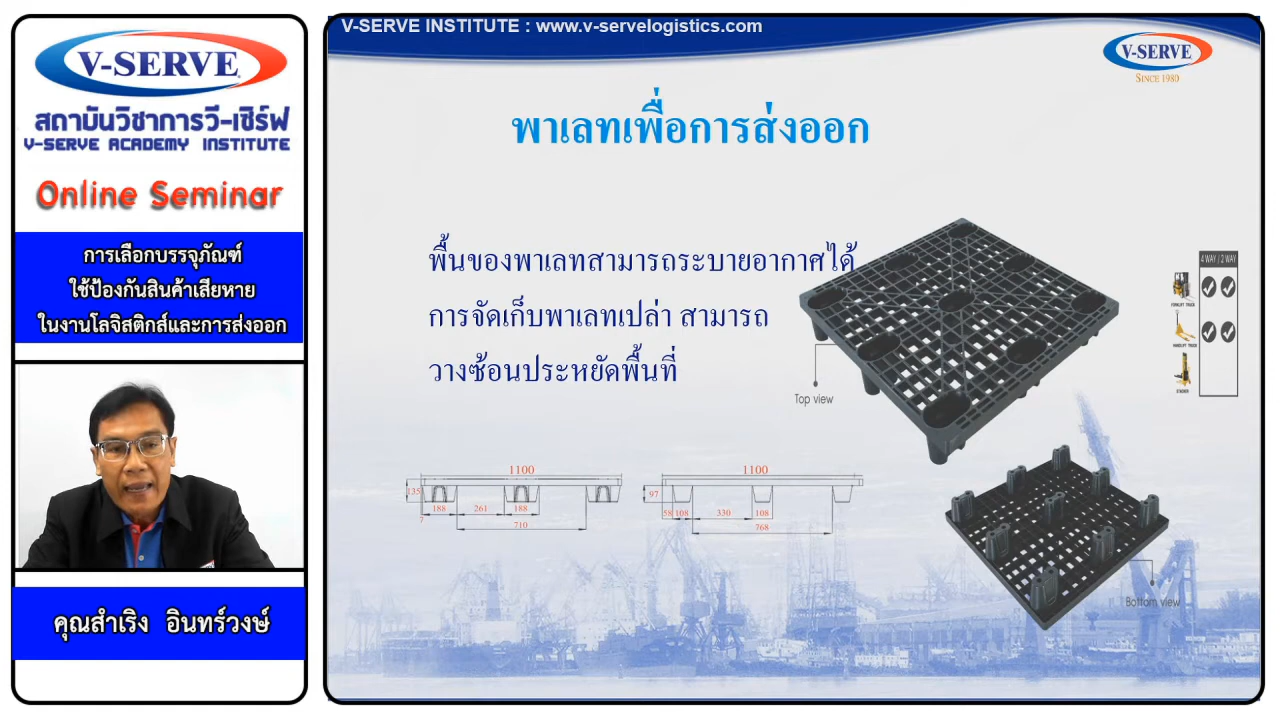 V-SERVE
สถาบันวิชาการวี-เซิร์ฟ
V-SERVE ACADEMY INSTITUTE
Online Seminar
การเลือกบรรจุภัณฑ์
ใช้ป้องกันสินค้าเสียหาย
ในงานโลจิสติกส์และการส่งออก
คุณสำเริง อินทร์วงษ์
V-SERVE INSTITUTE : www.v-servelogistics.com
V-SERVE
SINCE 1980
พาเลทเพื่อการส่งออก
พื้นของพาเลทสามารถระบายอากาศได้
การจัดเก็บพาเลทเปล่า สามารถ
วางซ้อนประหยัดพื้นที่
4 WAY / 2 WAY
FORKLIFT TRUCK
HANDLIFT TRUCK
STACKER
Top view
Bottom view
1100
135
188
261
188
7
710
1100
97
58
108
330
108
768